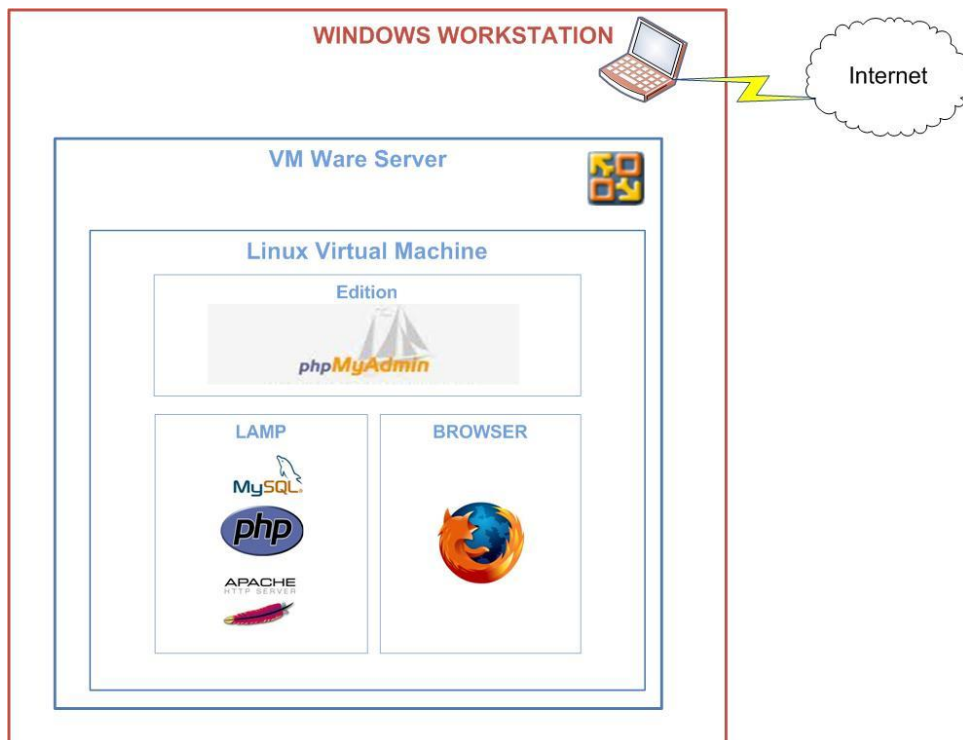 WINDOWS WORKSTATION
Internet
VM Ware Server
Linux Virtual Machine
Edition
phpMyAdmin
LAMP
BROWSER
MySQL
php
APACHE
HTTP SERVER